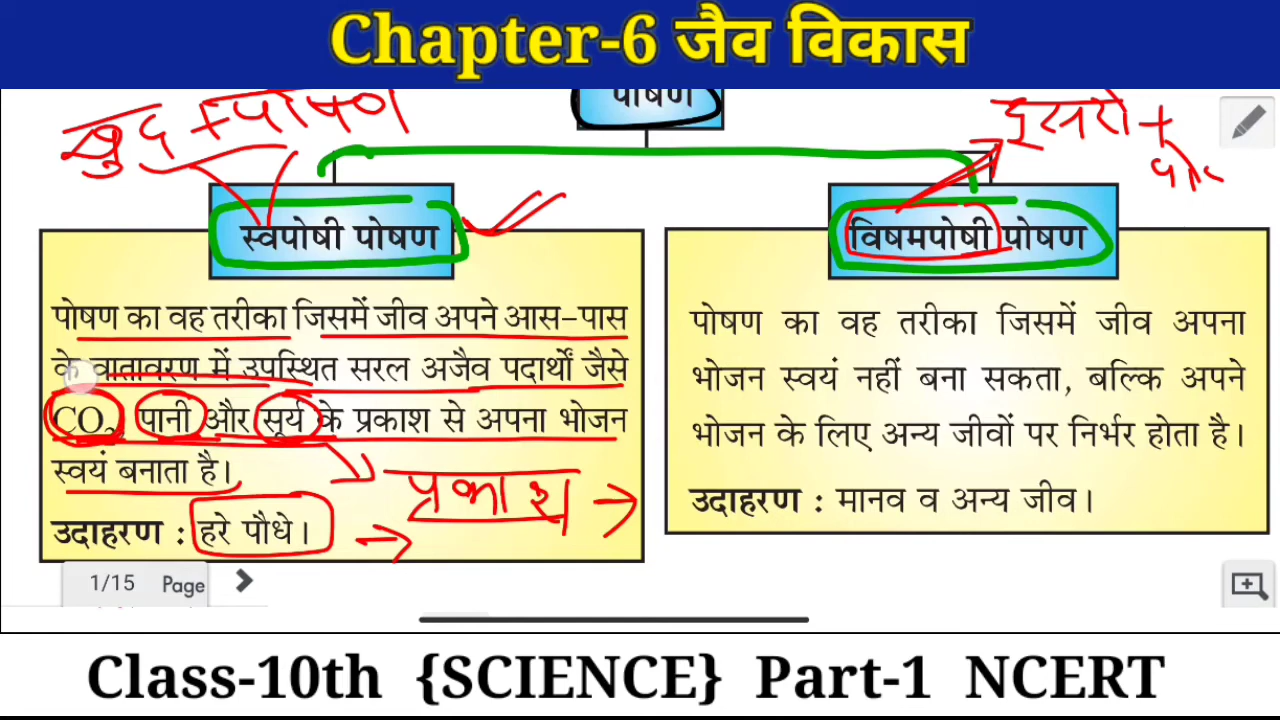 Chapter-6 जैव विकास
पोषण
खुद + पोषण
दूसरो +
स्वपोषी पोषण
पोषण का वह तरीका जिसमें जीव अपने आस-पास
के वातावरण में उपस्थित सरल अजैव पदार्थों जैसे
CO₂ पानी और सूर्य के प्रकाश से अपना भोजन
स्वयं बनाता है।
प्रकाश
उदाहरण : हरे पौधे।
विषमपोषी पोषण
पोषण का वह तरीका जिसमें जीव अपना
भोजन स्वयं नहीं बना सकता, बल्कि अपने
भोजन के लिए अन्य जीवों पर निर्भर होता है।
उदाहरण : मानव व अन्य जीव।
1/15 Page
Class-10th {SCIENCE} Part-1 NCERT